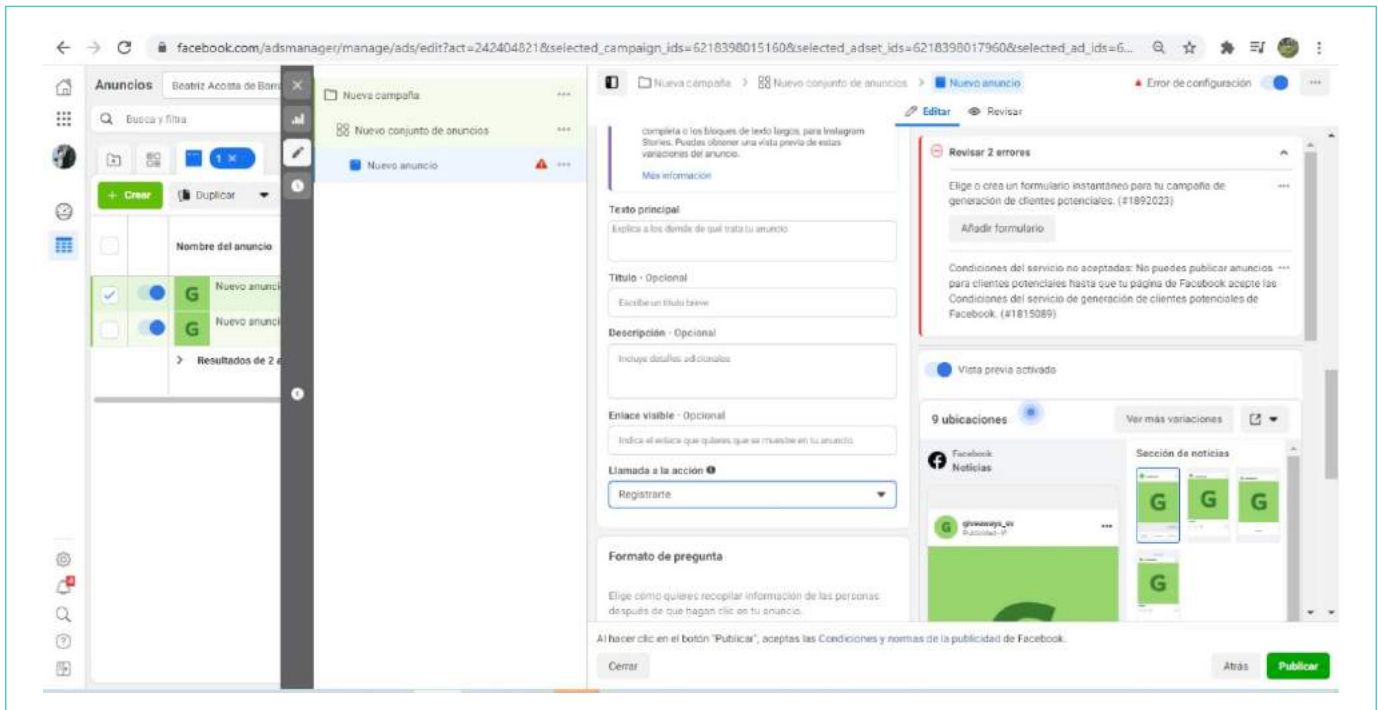 facebook.com/adsmanager/manage/ads/edit?act=242404821&selected_campaign_ids=6218398015160&selected_adset_ids=6218398017960&selected_ad_ids=6...
Anuncios
Beatriz Acosta de Barra
Busca y filtra
1 ×
+ Crear
Duplicar
Nombre del anuncio
G
Nuevo anunci
G
Nuevo anunci
Resultados de 2 a
Nueva campaña
Nuevo conjunto de anuncios
Nuevo anuncio
Nueva campaña > Nuevo conjunto de anuncios > Nuevo anuncio
Error de configuración
Editar
Revisar
completa o los bloques de texto largos, para Instagram
Stories. Puedes obtener una vista previa de estas
variaciones del anuncio.
Más información
Texto principal
Explica a los demás de qué trata tu anuncio
Título · Opcional
Escribe un título breve
Descripción · Opcional
Incluye detalles adicionales
Enlace visible · Opcional
Indica el enlace que quieres que se muestre en tu anuncio
Llamada a la acción
Registrarte
Formato de pregunta
Elige cómo quieres recopilar información de las personas
después de que hagan clic en tu anuncio.
Revisar 2 errores
Elige o crea un formulario instantáneo para tu campaña de
generación de clientes potenciales. (#1892023)
Añadir formulario
Condiciones del servicio no aceptadas: No puedes publicar anuncios
para clientes potenciales hasta que tu página de Facebook acepte las
Condiciones del servicio de generación de clientes potenciales de
Facebook. (#1815089)
Vista previa activada
9 ubicaciones
Ver más variaciones
Facebook
Noticias
Sección de noticias
G
giveaways_sv
Publicidad
G
G
G
G
Al hacer clic en el botón "Publicar", aceptas las Condiciones y normas de la publicidad de Facebook.
Cerrar
Atrás
Publicar